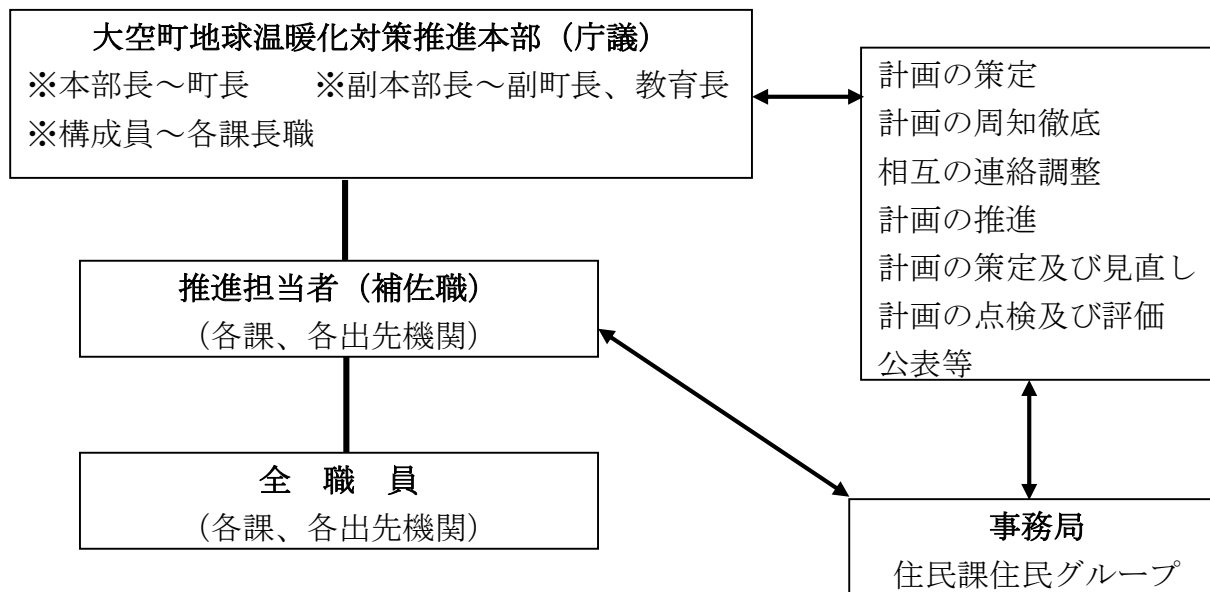 大空町地球温暖化対策推進本部（庁議）
※本部長～町長　　※副本部長～副町長、教育長
※構成員～各課長職
計画の策定
計画の周知徹底
相互の連絡調整
計画の推進
計画の策定及び見直し
計画の点検及び評価
公表等
推進担当者（補佐職）
（各課、各出先機関）
全　職　員
（各課、各出先機関）
事務局
住民課住民グループ